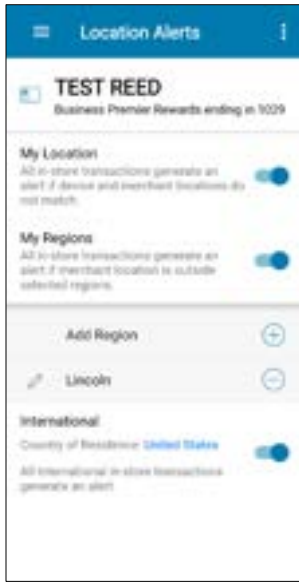 Location Alerts
TEST REED
Business Premier Rewards ending in 1029
My Location
All in-store transactions generate an
alert if device and merchant locations do
not match.
My Regions
All in-store transactions generate an
alert if merchant location is outside
selected regions.
Add Region
Lincoln
International
Country of Residence: United States
All international in-store transactions
generate an alert